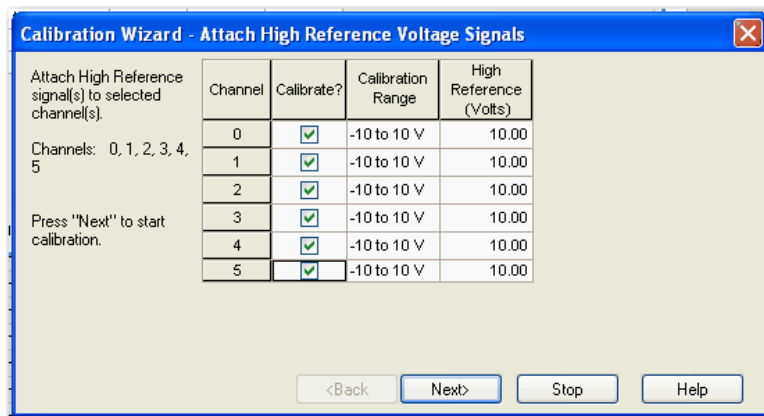 Calibration Wizard - Attach High Reference Voltage Signals
Attach High Reference
signal(s) to selected
channel(s).
Channels: 0, 1, 2, 3, 4,
5
Press "Next" to start
calibration.
Channel Calibrate? Calibration Range High Reference (Volts)
0 -10 to 10 V 10.00
1 -10 to 10 V 10.00
2 -10 to 10 V 10.00
3 -10 to 10 V 10.00
4 -10 to 10 V 10.00
5 -10 to 10 V 10.00
<Back Next> Stop Help